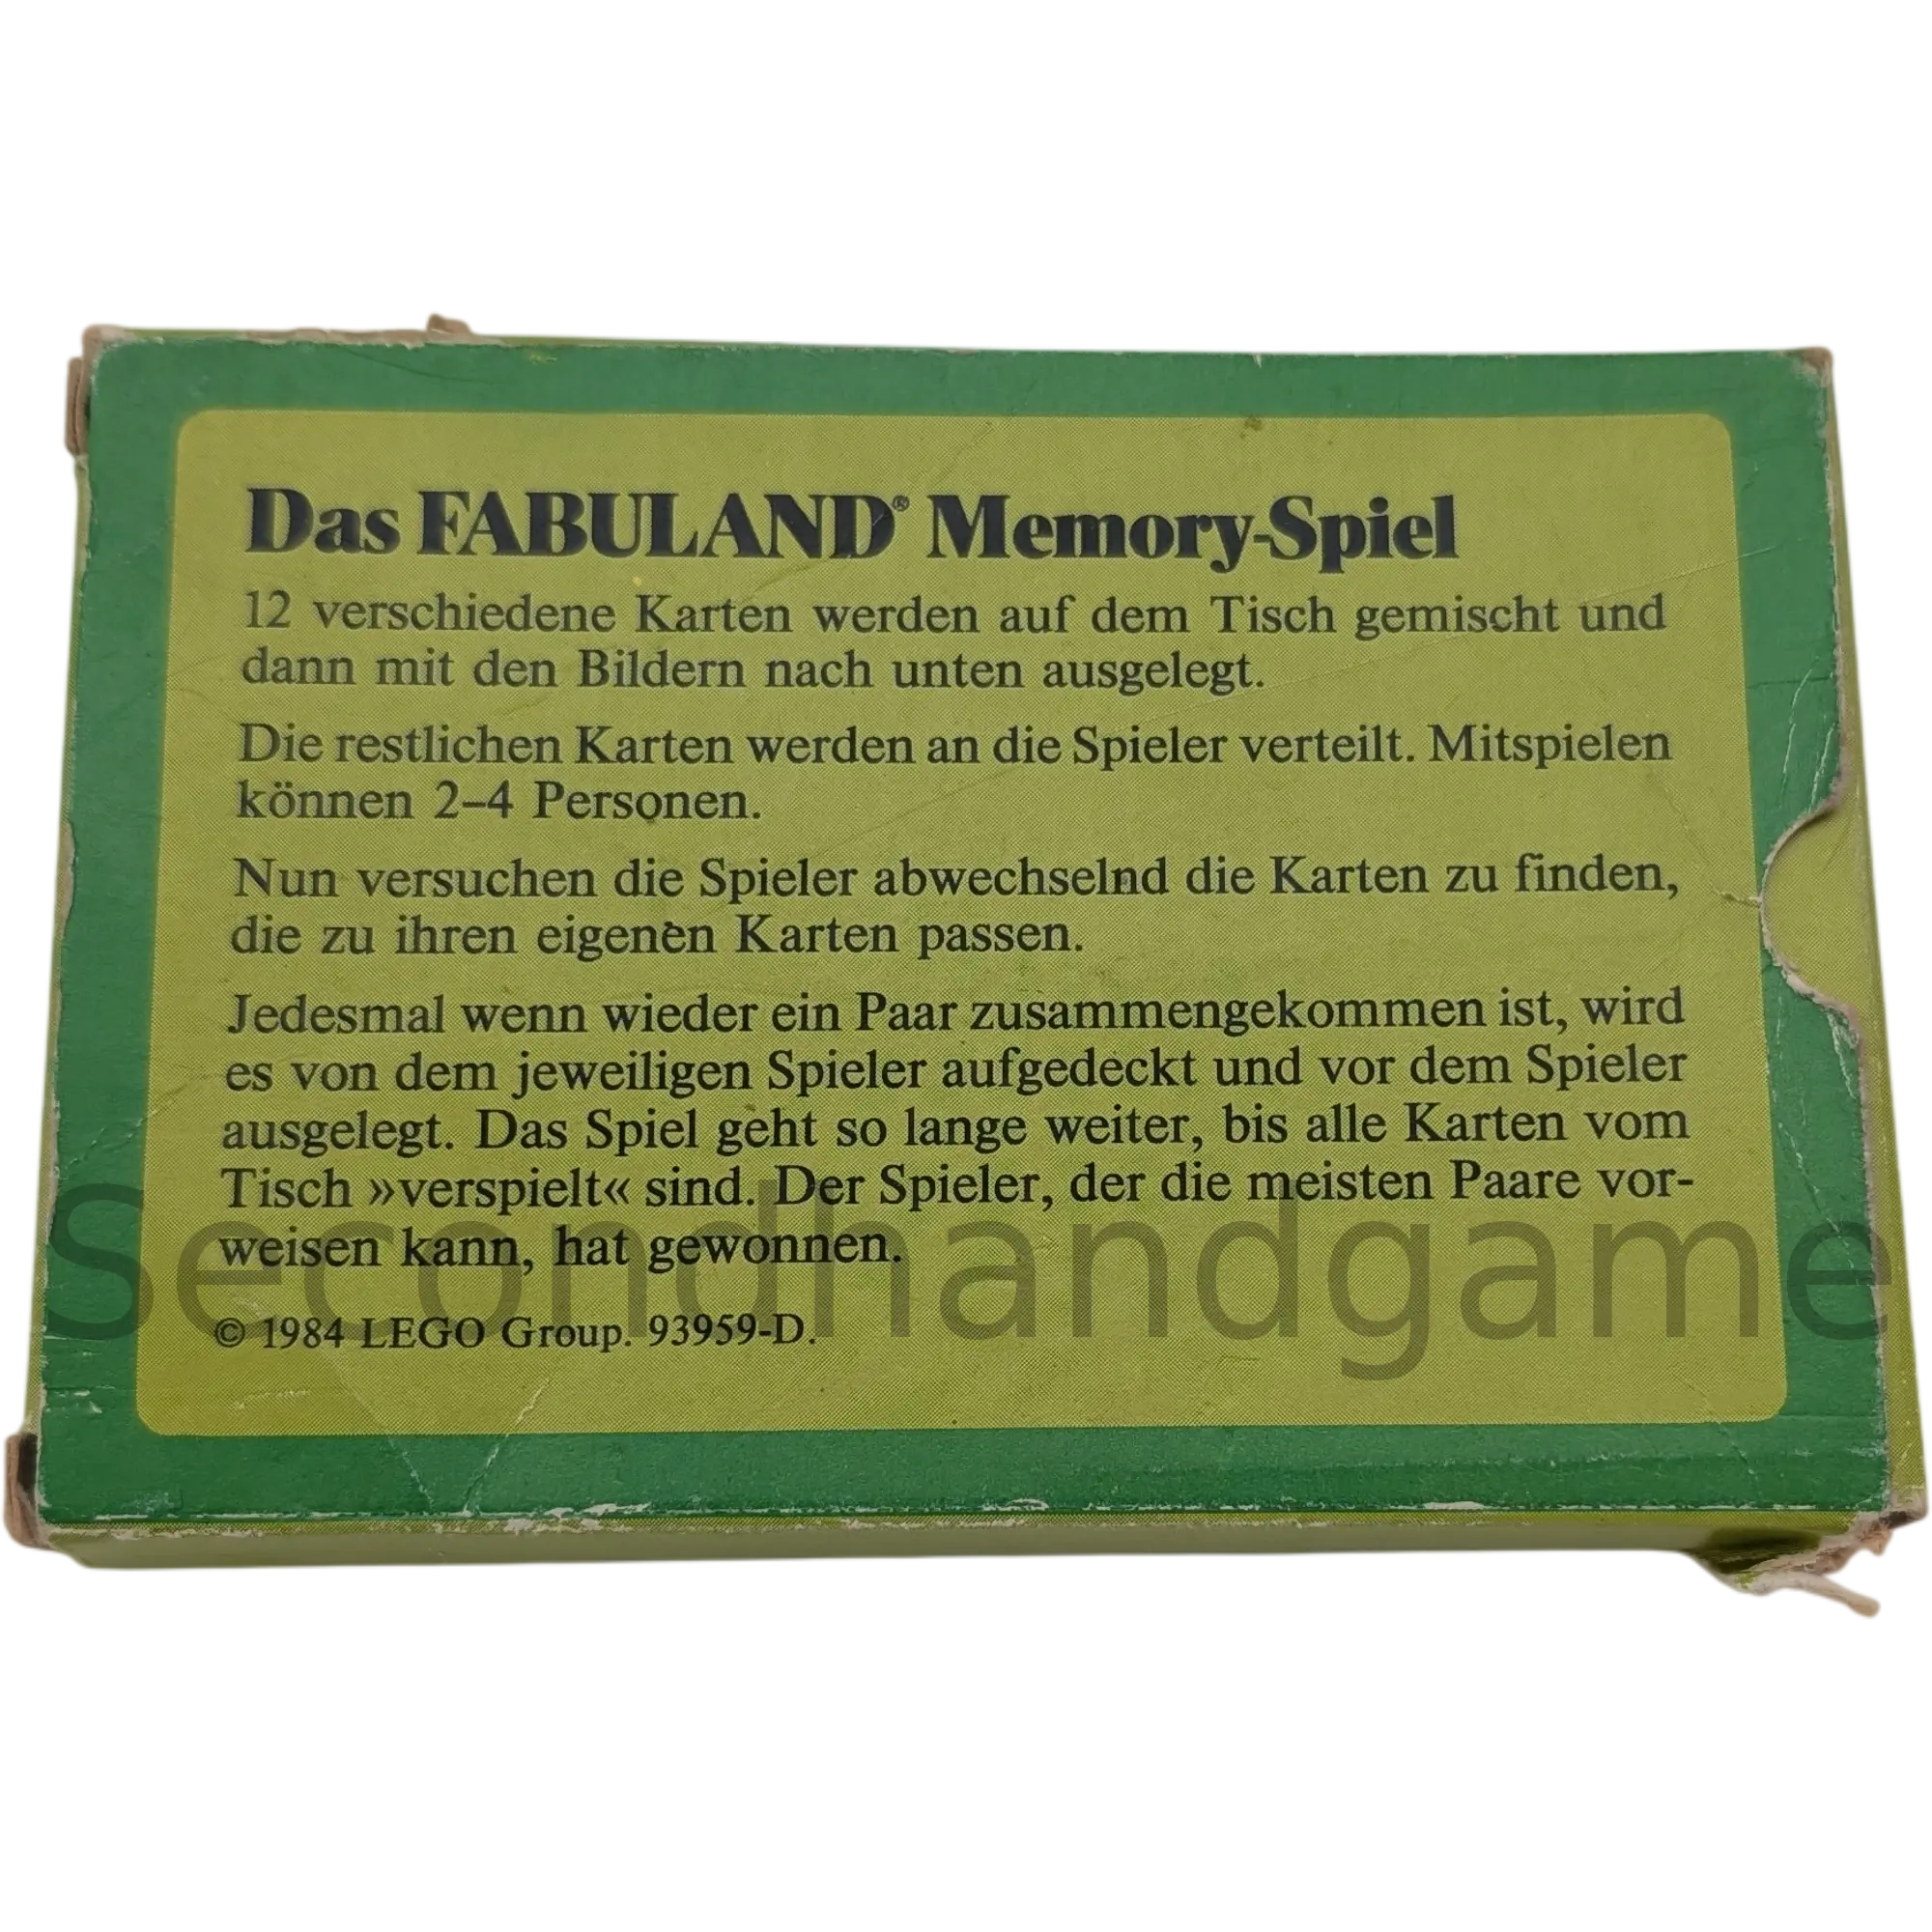 Das FABULAND® Memory-Spiel
12 verschiedene Karten werden auf dem Tisch gemischt und
dann mit den Bildern nach unten ausgelegt.
Die restlichen Karten werden an die Spieler verteilt. Mitspielen
können 2–4 Personen.
Nun versuchen die Spieler abwechselnd die Karten zu finden,
die zu ihren eigenen Karten passen.
Jedesmal wenn wieder ein Paar zusammengekommen ist, wird
es von dem jeweiligen Spieler aufgedeckt und vor dem Spieler
ausgelegt. Das Spiel geht so lange weiter, bis alle Karten vom
Tisch »verspielt« sind. Der Spieler, der die meisten Paare vor-
weisen kann, hat gewonnen.
Secondhandgame
© 1984 LEGO Group. 93959-D.